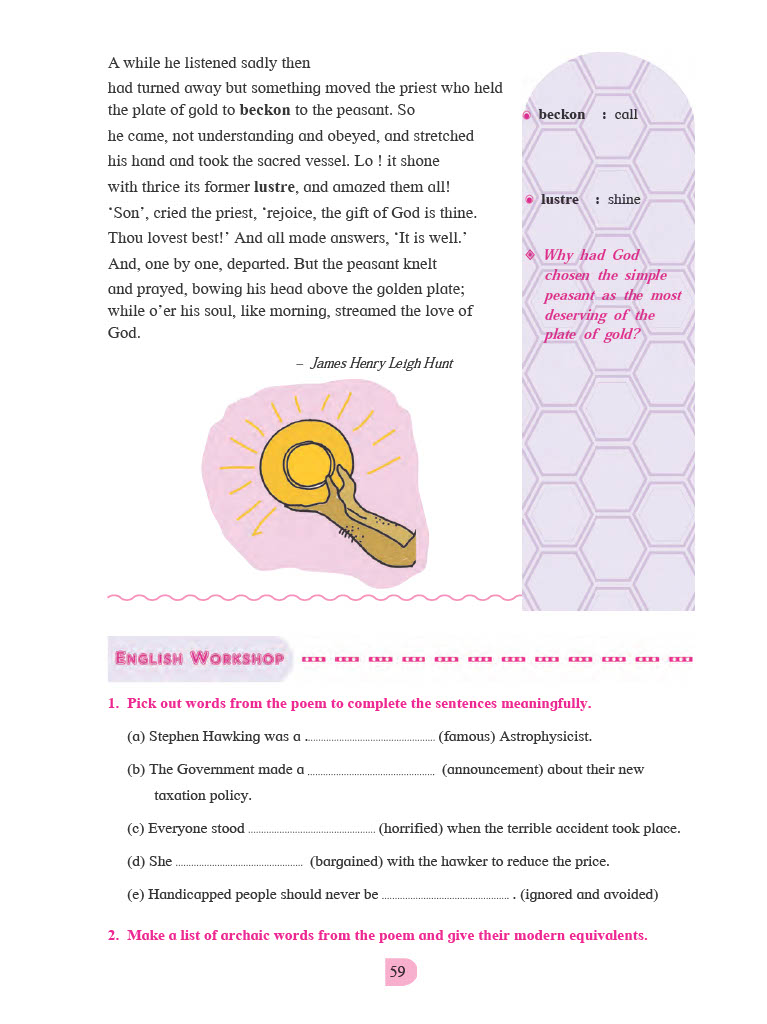 A while he listened sadly then
had turned away but something moved the priest who held
the plate of gold to beckon to the peasant. So
he came, not understanding and obeyed, and stretched
his hand and took the sacred vessel. Lo ! it shone
with thrice its former lustre, and amazed them all!
‘Son’, cried the priest, ‘rejoice, the gift of God is thine.
Thou lovest best!’ And all made answers, ‘It is well.’
And, one by one, departed. But the peasant knelt
and prayed, bowing his head above the golden plate;
while o’er his soul, like morning, streamed the love of
God.
– James Henry Leigh Hunt
beckon : call
lustre : shine
Why had God
chosen the simple
peasant as the most
deserving of the
plate of gold?
ENGLISH WORKSHOP
1. Pick out words from the poem to complete the sentences meaningfully.
(a) Stephen Hawking was a ............................................ (famous) Astrophysicist.
(b) The Government made a ............................................ (announcement) about their new
taxation policy.
(c) Everyone stood ............................................ (horrified) when the terrible accident took place.
(d) She ............................................ (bargained) with the hawker to reduce the price.
(e) Handicapped people should never be ............................................ . (ignored and avoided)
2. Make a list of archaic words from the poem and give their modern equivalents.
59